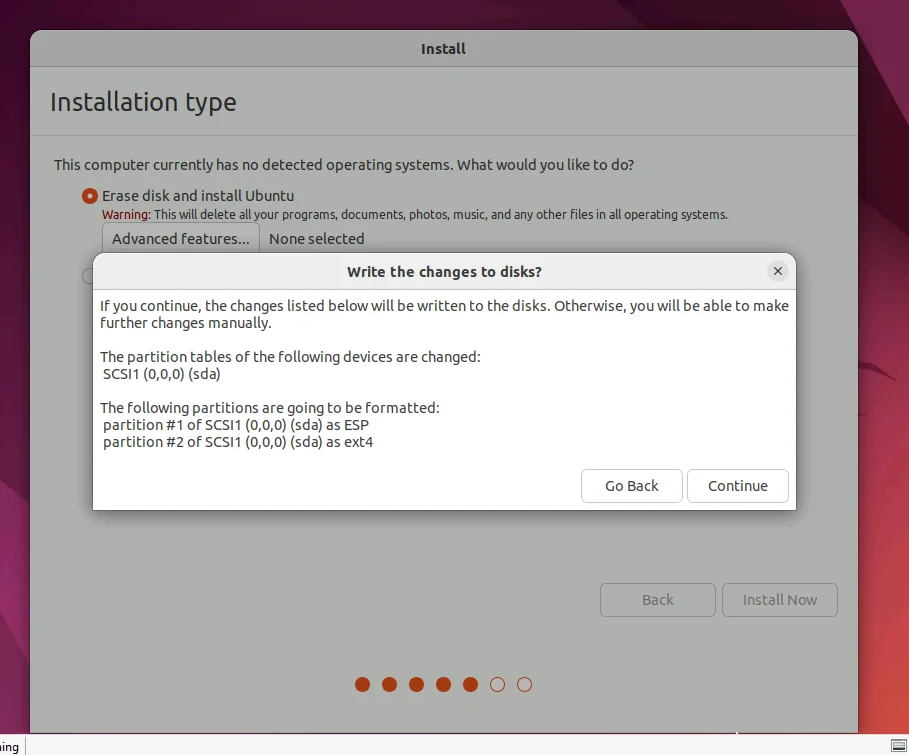 Install
Installation type
This computer currently has no detected operating systems. What would you like to do?
Erase disk and install Ubuntu
Warning: This will delete all your programs, documents, photos, music, and any other files in all operating systems.
Advanced features... None selected
Write the changes to disks?
If you continue, the changes listed below will be written to the disks. Otherwise, you will be able to make
further changes manually.
The partition tables of the following devices are changed:
SCSI1 (0,0,0) (sda)
The following partitions are going to be formatted:
partition #1 of SCSI1 (0,0,0) (sda) as ESP
partition #2 of SCSI1 (0,0,0) (sda) as ext4
Go Back Continue
Back Install Now